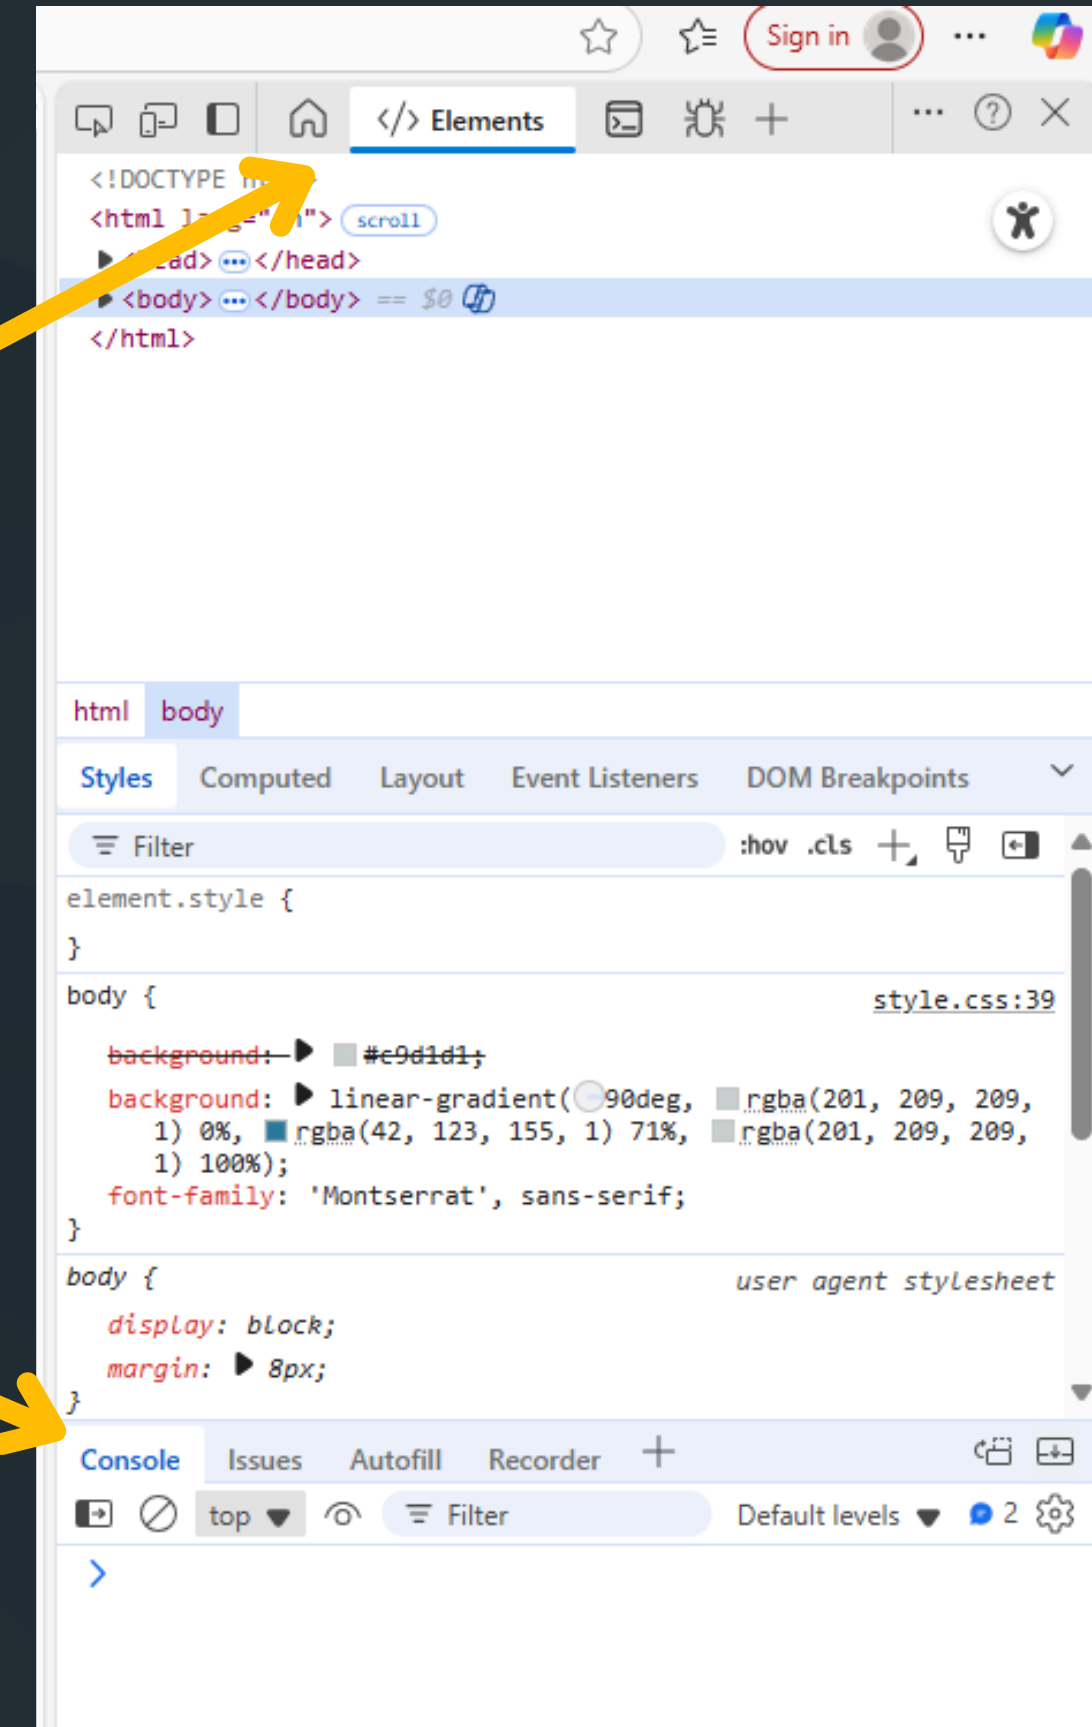 Sign in
</> Elements
<!DOCTYPE
<html scroll
</head>
<body> </body> == $0
</html>
html body
Styles Computed Layout Event Listeners DOM Breakpoints
Filter :hov .cls
element.style {
}
body { style.css:39
background: #c9d1d1;
background: linear-gradient(90deg, rgba(201, 209, 209,
1) 0%, rgba(42, 123, 155, 1) 71%, rgba(201, 209, 209,
1) 100%);
font-family: 'Montserrat', sans-serif;
}
body { user agent stylesheet
display: block;
margin: 8px;
}
Console Issues Autofill Recorder
top Filter Default levels 2